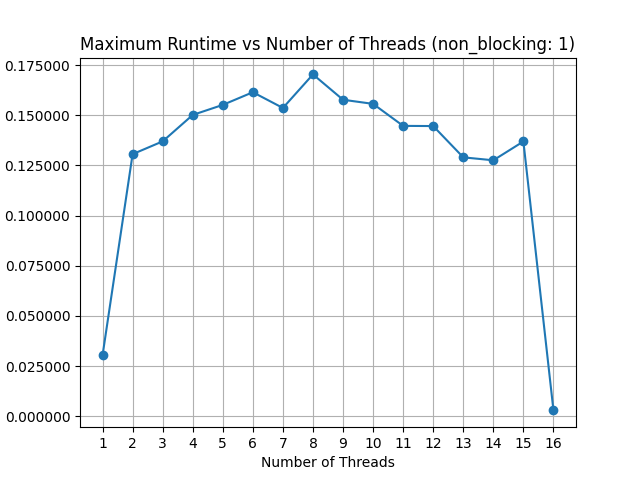 Maximum Runtime vs Number of Threads (non_blocking: 1)
0.175000
0.150000
0.125000
0.100000
0.075000
0.050000
0.025000
0.000000
1 2 3 4 5 6 7 8 9 10 11 12 13 14 15 16
Number of Threads